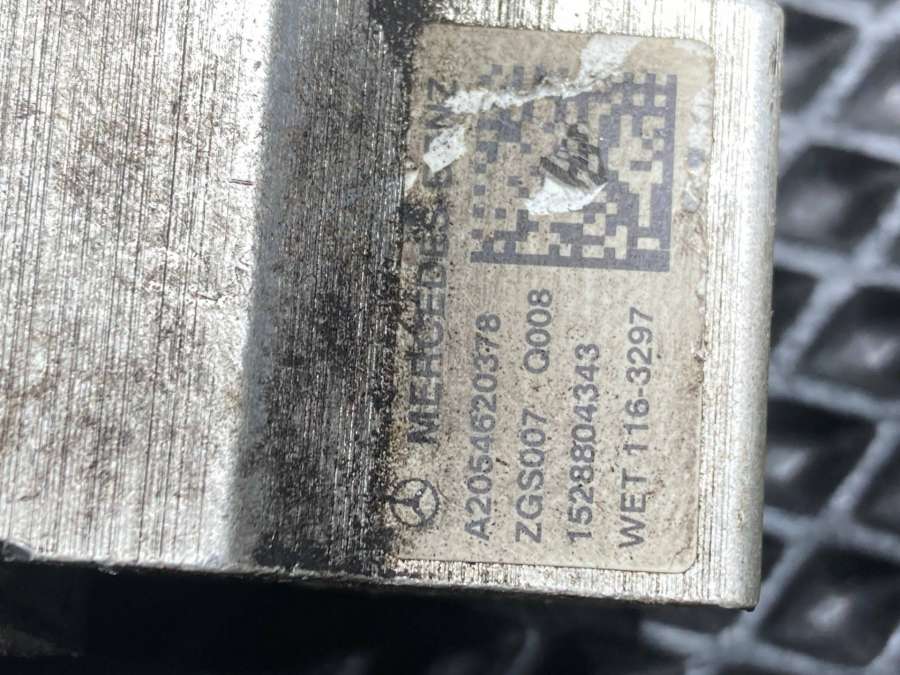 MERCEDES-BENZ
A2054620378
ZGS007 Q008
1528804343
WET 116-3297